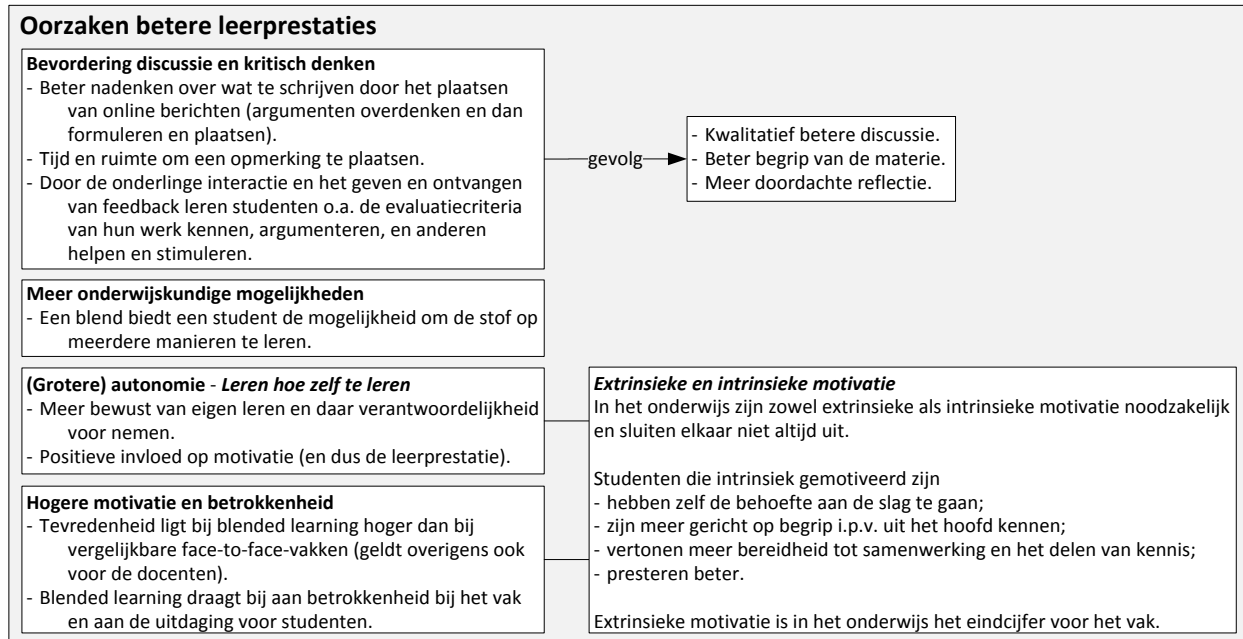 Oorzaken betere leerprestaties
Bevordering discussie en kritisch denken
- Beter nadenken over wat te schrijven door het plaatsen
van online berichten (argumenten overdenken en dan
formuleren en plaatsen).
- Tijd en ruimte om een opmerking te plaatsen.
- Door de onderlinge interactie en het geven en ontvangen
van feedback leren studenten o.a. de evaluatiecriteria
van hun werk kennen, argumenteren, en anderen
helpen en stimuleren.
gevolg
- Kwalitatief betere discussie.
- Beter begrip van de materie.
- Meer doordachte reflectie.
Meer onderwijskundige mogelijkheden
- Een blend biedt een student de mogelijkheid om de stof op
meerdere manieren te leren.
(Grotere) autonomie - Leren hoe zelf te leren
- Meer bewust van eigen leren en daar verantwoordelijkheid
voor nemen.
- Positieve invloed op motivatie (en dus de leerprestatie).
Hogere motivatie en betrokkenheid
- Tevredenheid ligt bij blended learning hoger dan bij
vergelijkbare face-to-face-vakken (geldt overigens ook
voor de docenten).
- Blended learning draagt bij aan betrokkenheid bij het vak
en aan de uitdaging voor studenten.
Extrinsieke en intrinsieke motivatie
In het onderwijs zijn zowel extrinsieke als intrinsieke motivatie noodzakelijk
en sluiten elkaar niet altijd uit.
Studenten die intrinsiek gemotiveerd zijn
- hebben zelf de behoefte aan de slag te gaan;
- zijn meer gericht op begrip i.p.v. uit het hoofd kennen;
- vertonen meer bereidheid tot samenwerking en het delen van kennis;
- presteren beter.
Extrinsieke motivatie is in het onderwijs het eindcijfer voor het vak.